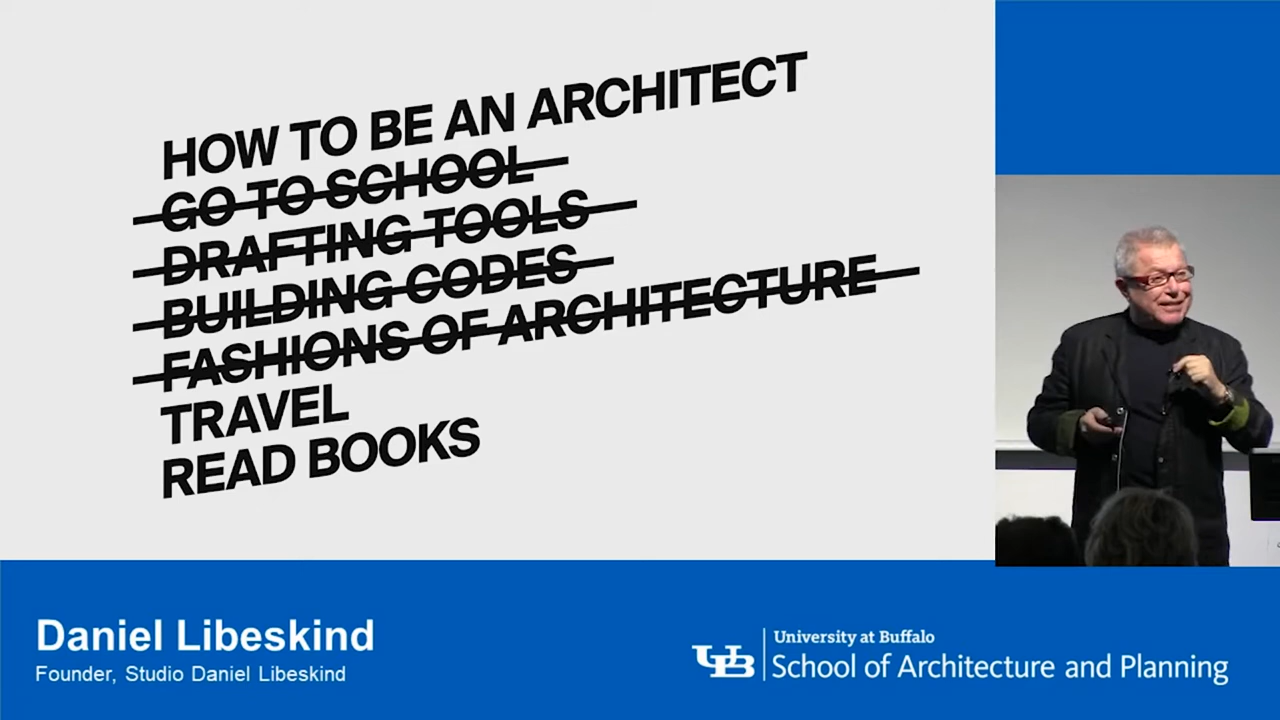 HOW TO BE AN ARCHITECT
GO TO SCHOOL
DRAFTING TOOLS
BUILDING CODES
FASHIONS OF ARCHITECTURE
TRAVEL
READ BOOKS
Daniel Libeskind
Founder, Studio Daniel Libeskind
UB
University at Buffalo
School of Architecture and Planning